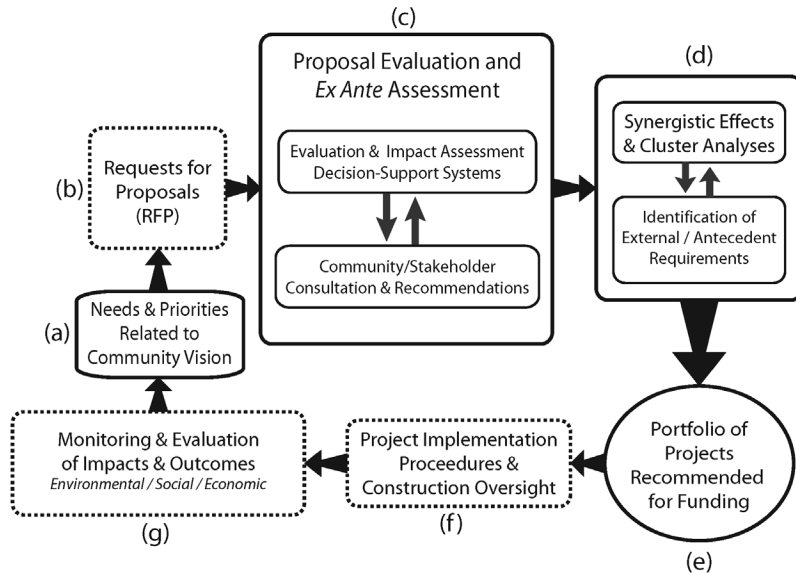 (c)
Proposal Evaluation and
Ex Ante Assessment
Evaluation & Impact Assessment
Decision-Support Systems
Community/Stakeholder
Consultation & Recommendations
(d)
Synergistic Effects
& Cluster Analyses
Identification of
External / Antecedent
Requirements
(b)
Requests for
Proposals
(RFP)
(a)
Needs & Priorities
Related to
Community Vision
Monitoring & Evaluation
of Impacts & Outcomes
Environmental / Social / Economic
(g)
Project Implementation
Proceedures &
Construction Oversight
(f)
Portfolio of
Projects
Recommended
for Funding
(e)